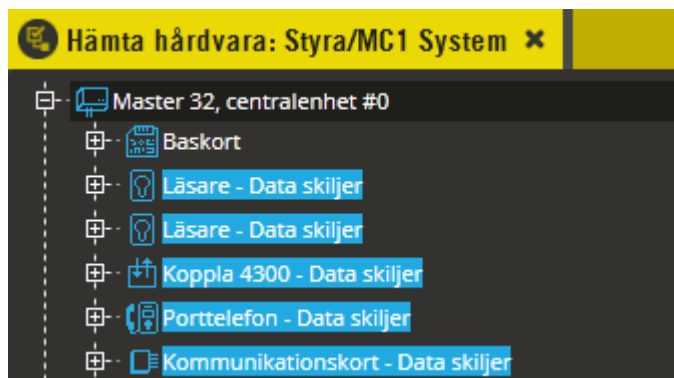 Hämta hårdvara: Styra/MC1 System
Master 32, centralenhet #0
Baskort
Läsare - Data skiljer
Läsare - Data skiljer
Koppla 4300 - Data skiljer
Porttelefon - Data skiljer
Kommunikationskort - Data skiljer